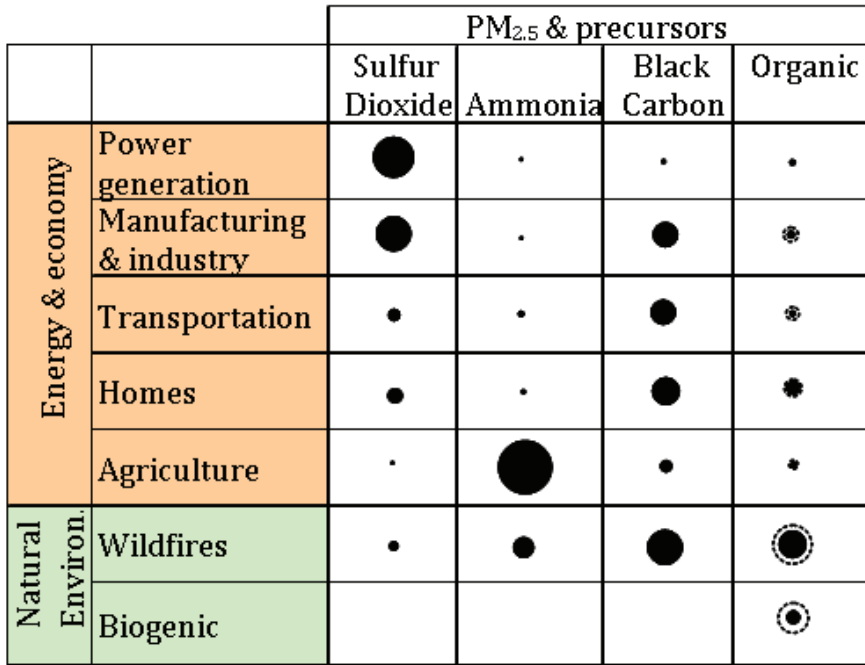 PM2.5 & precursors
Sulfur
Dioxide
Ammonia
Black
Carbon
Organic
Energy & economy
Power
generation
Manufacturing
& industry
Transportation
Homes
Agriculture
Natural
Environ.
Wildfires
Biogenic